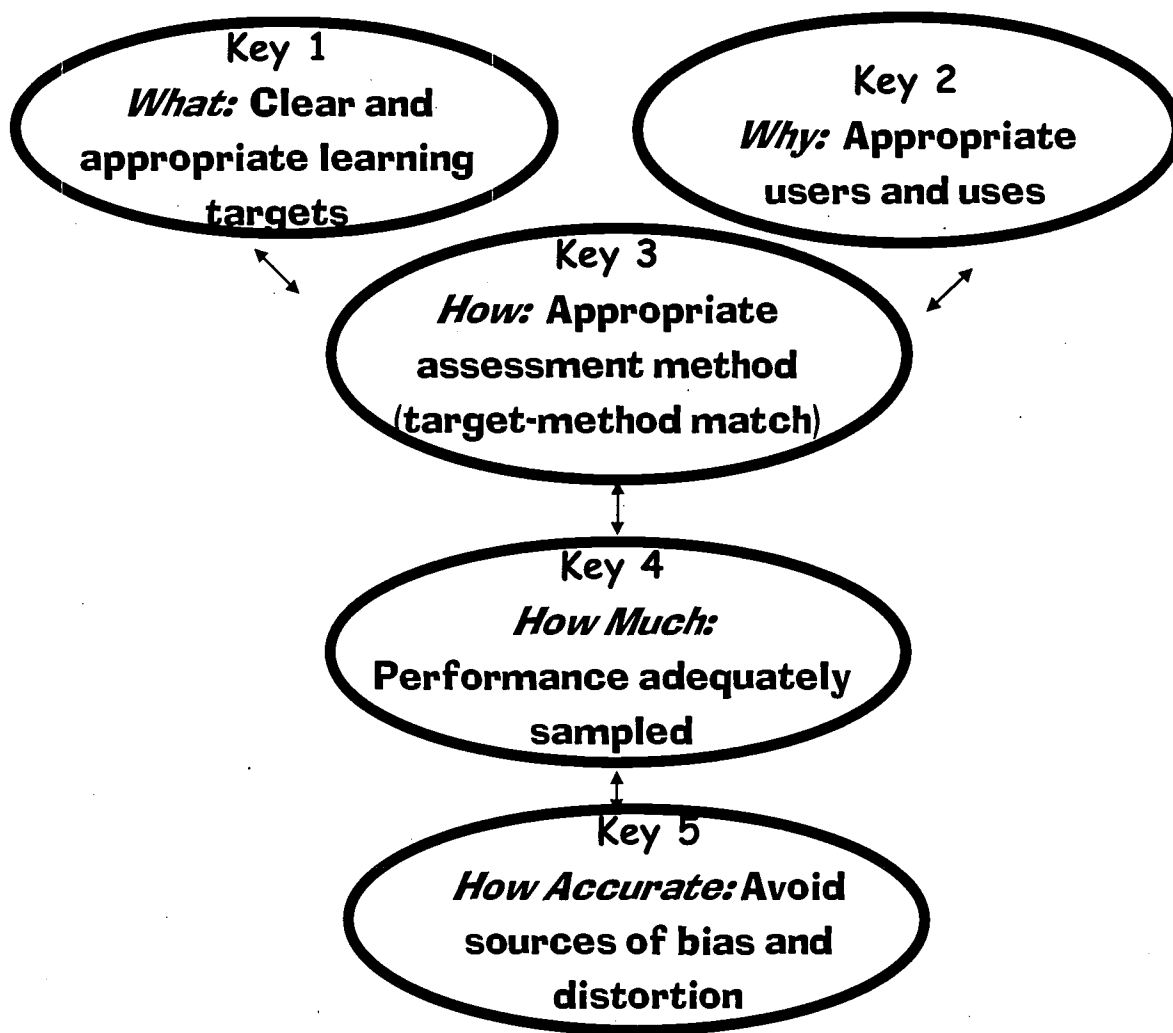 Key 1
What: Clear and
appropriate learning
targets
Key 2
Why: Appropriate
users and uses
Key 3
How: Appropriate
assessment method
(target-method match)
Key 4
How Much:
Performance adequately
sampled
Key 5
How Accurate: Avoid
sources of bias and
distortion